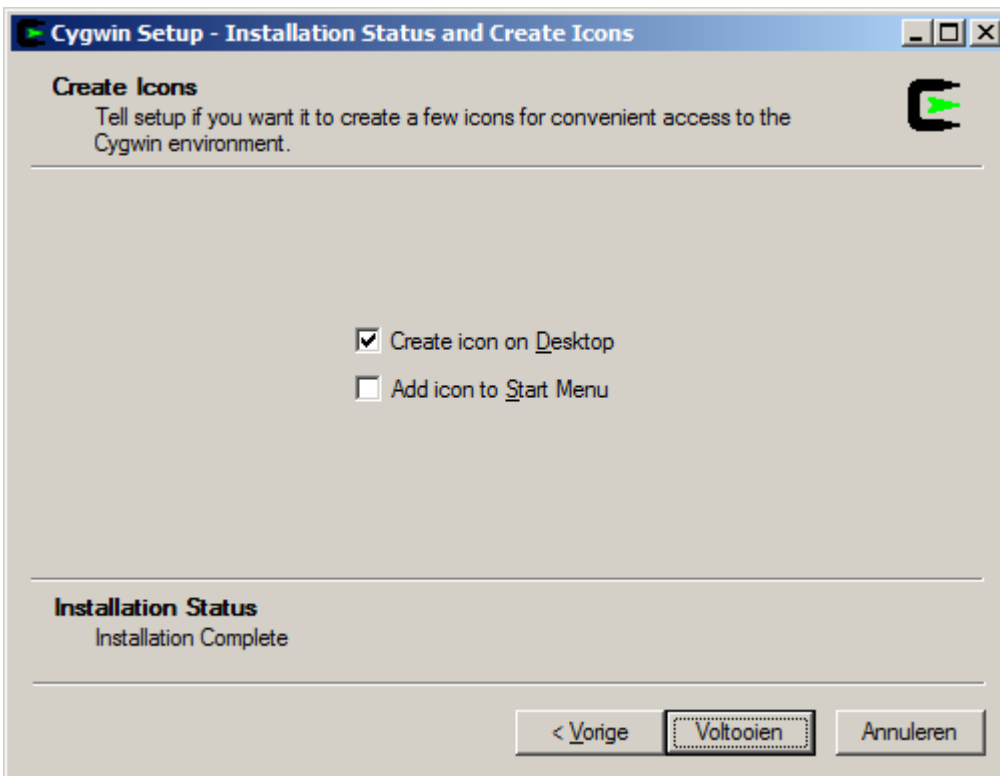 Cygwin Setup - Installation Status and Create Icons
Create Icons
Tell setup if you want it to create a few icons for convenient access to the
Cygwin environment.
Create icon on Desktop
Add icon to Start Menu
Installation Status
Installation Complete
< Vorige
Voltooien
Annuleren